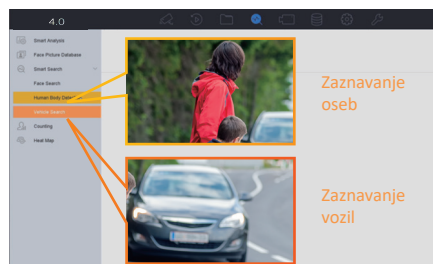 4.0
Smart Analysis
Face Picture Database
Smart Search
Face Search
Human Body Detection
Vehicle Search
Counting
Heat Map
Zaznavanje
oseb
Zaznavanje
vozil